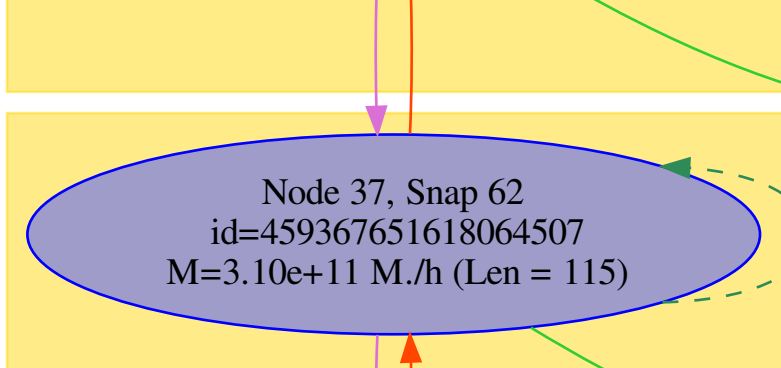 Node 37, Snap 62
id=459367651618064507
M=3.10e+11 M./h (Len = 115)